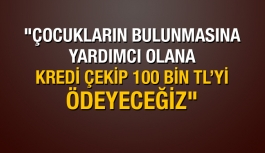 "ÇOCUKLARIN BULUNMASINA
YARDIMCI OLANA
KREDİ ÇEKİP 100 BİN TL’Yİ
ÖDEYECEĞİZ"